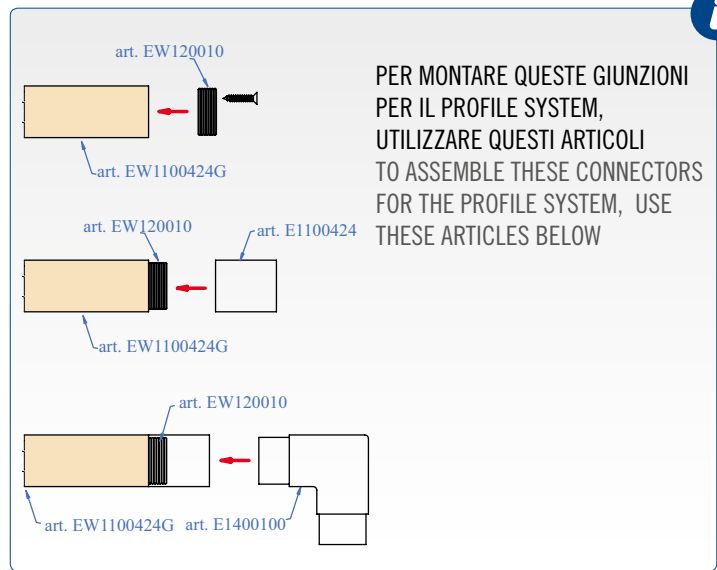 art. EW120010
art. EW1100424G
PER MONTARE QUESTE GIUNZIONI
PER IL PROFILE SYSTEM,
UTILIZZARE QUESTI ARTICOLI
TO ASSEMBLE THESE CONNECTORS
FOR THE PROFILE SYSTEM, USE
THESE ARTICLES BELOW
art. EW120010
art. E1100424
art. EW1100424G
art. EW120010
art. EW1100424G
art. E1400100